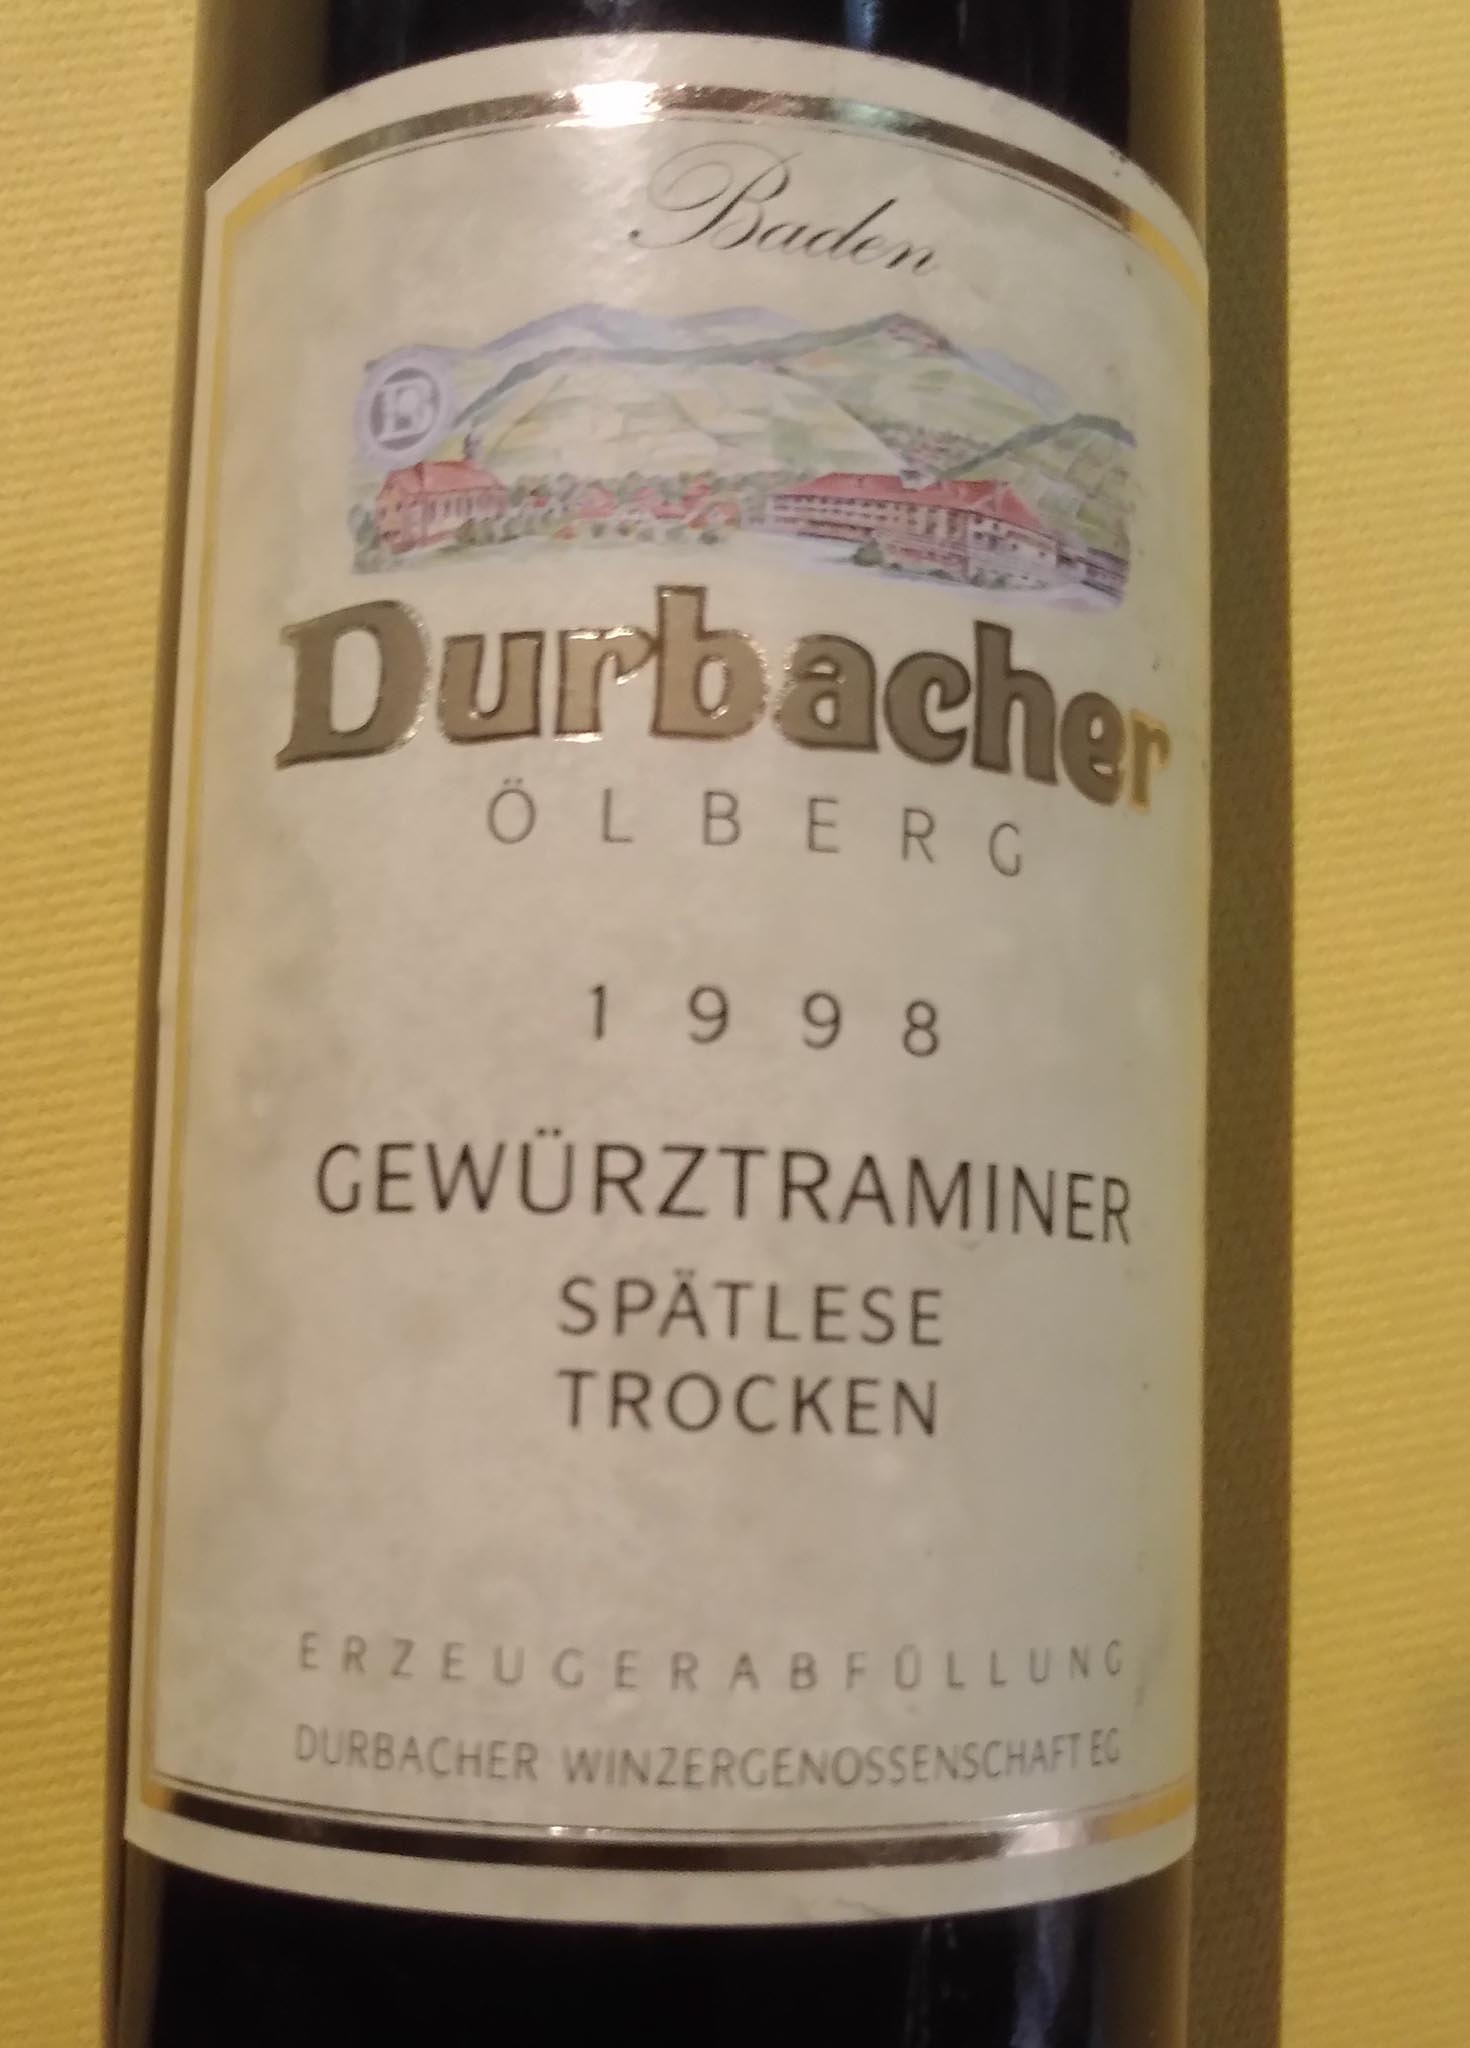 Baden
Durbacher
ÖLBERG
1998
GEWÜRZTRAMINER
SPÄTLESE
TROCKEN
ERZEUGERABFÜLLUNG
DURBACHER WINZERGENOSSENSCHAFT EG